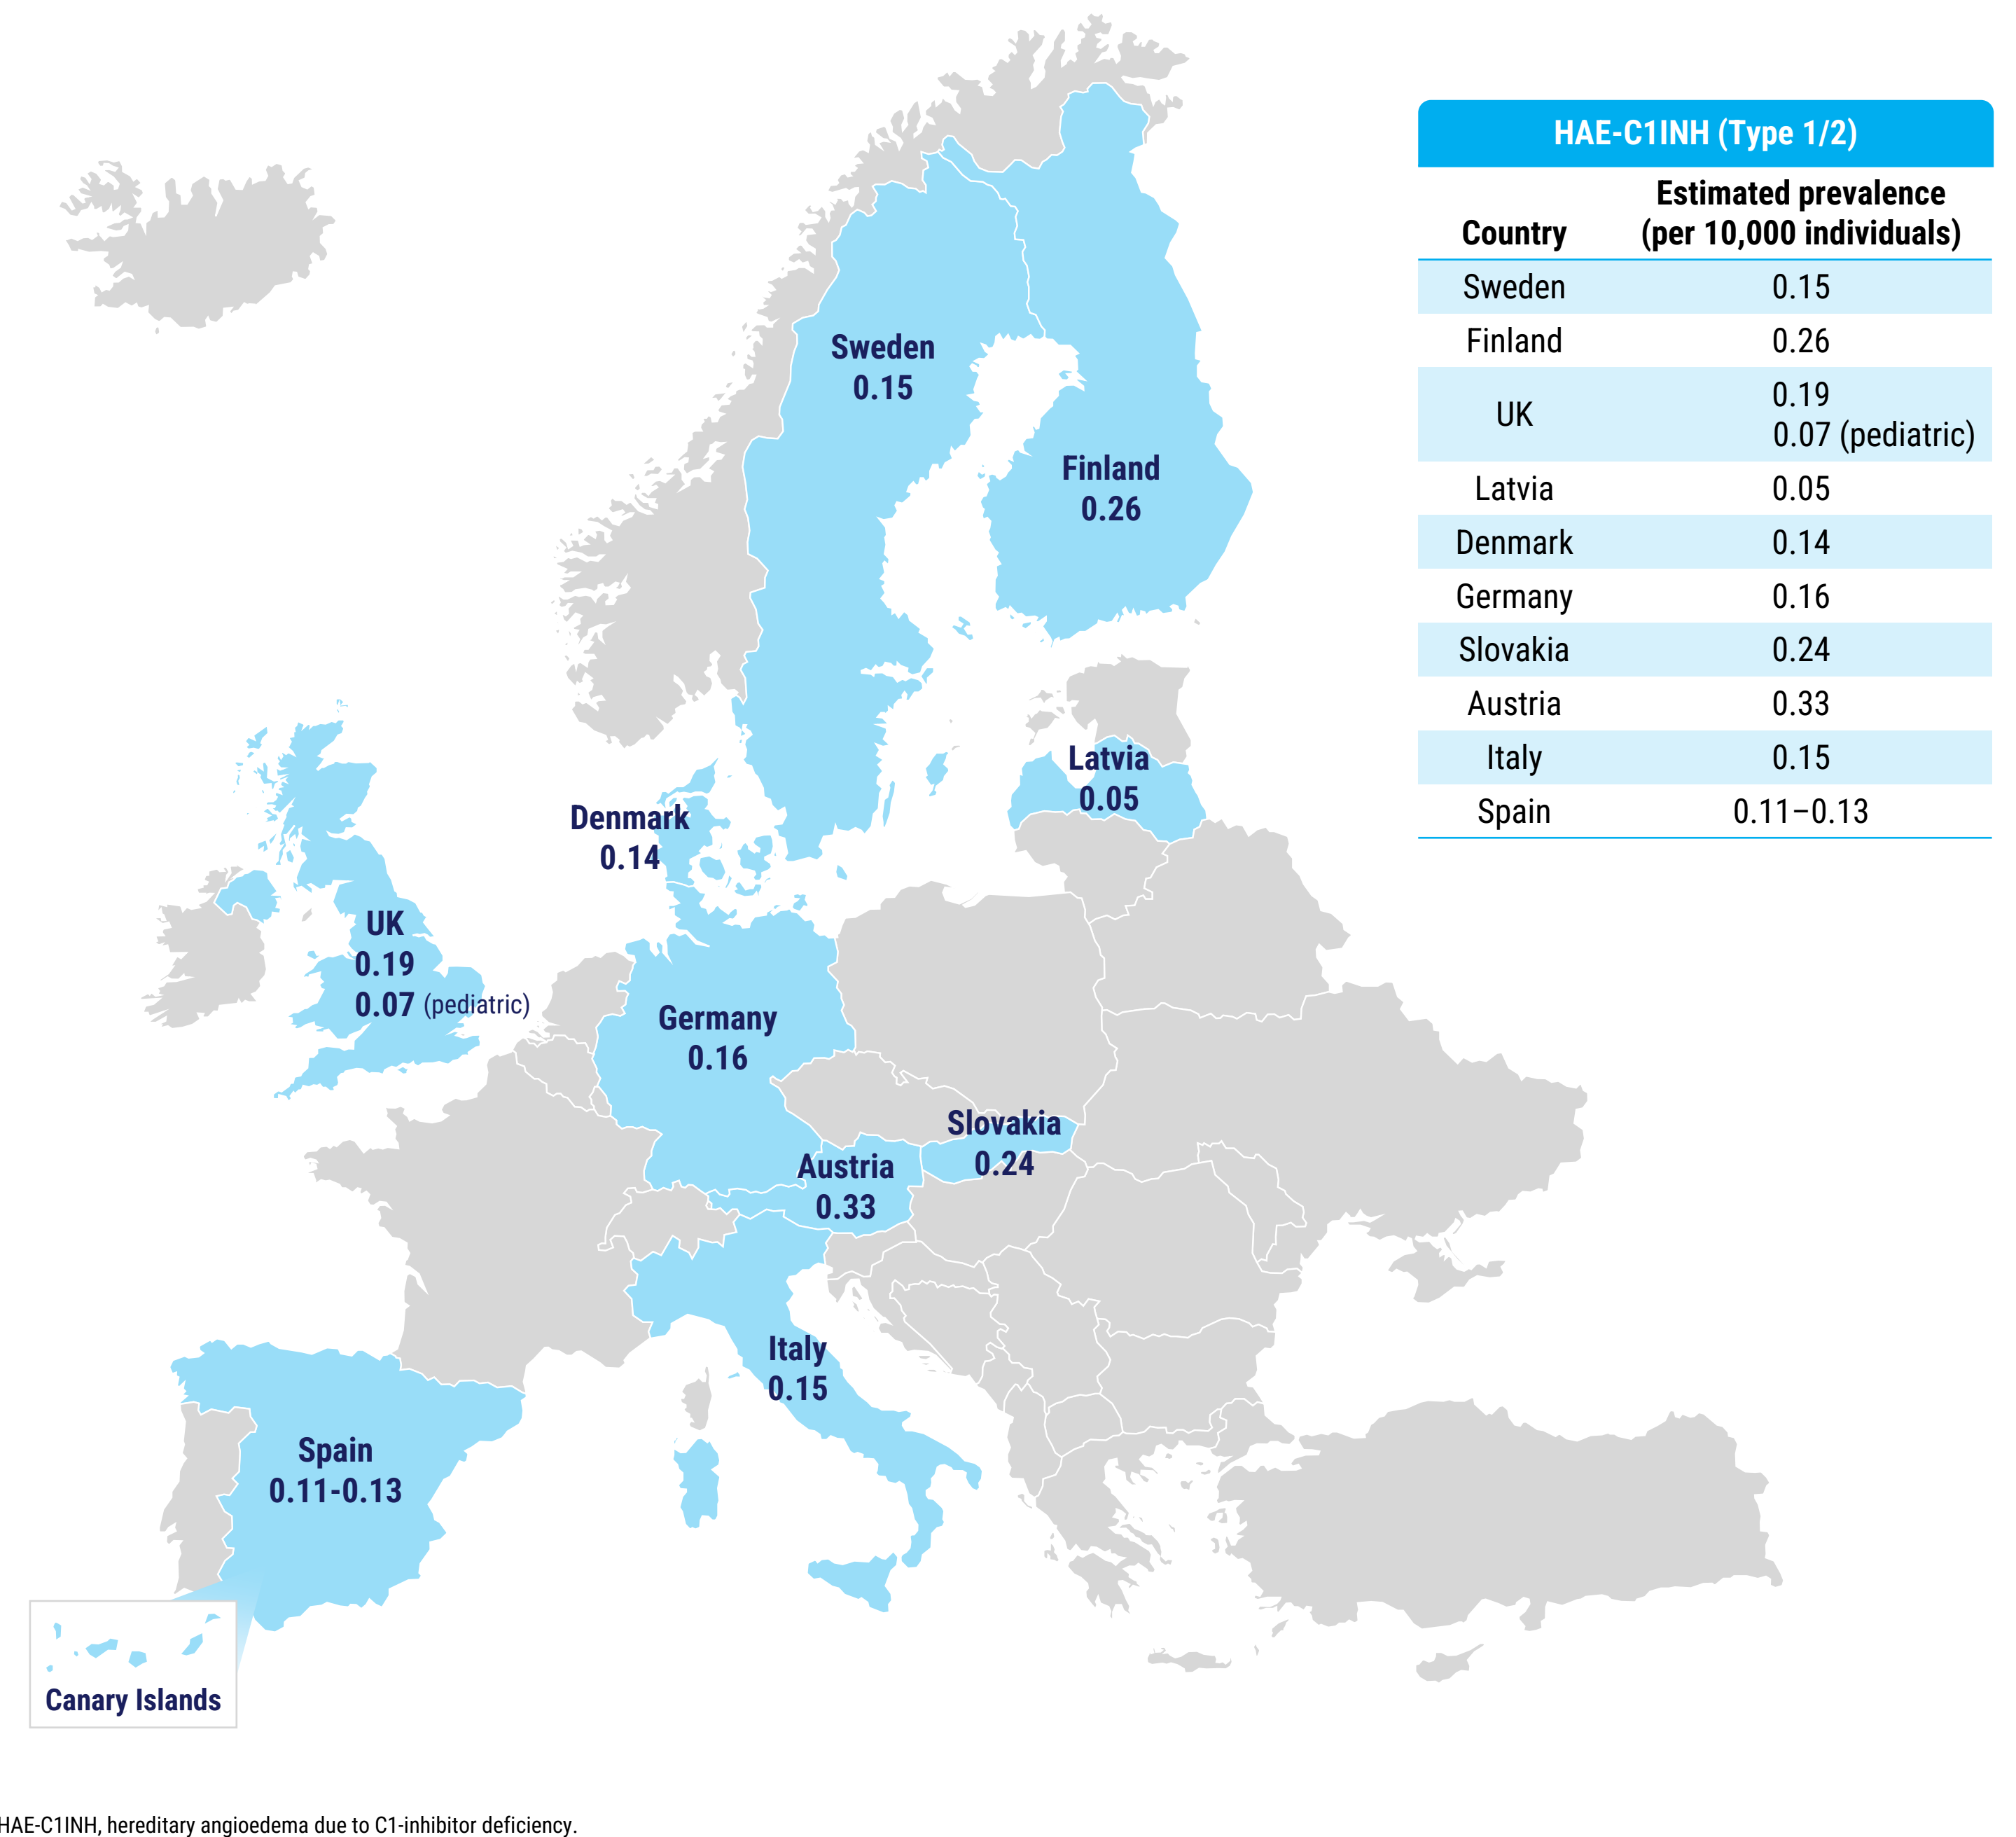 HAE-C1INH (Type 1/2)
Country
Estimated prevalence
(per 10,000 individuals)
Sweden 0.15
Finland 0.26
UK
0.19
0.07 (pediatric)
Latvia 0.05
Denmark 0.14
Germany 0.16
Slovakia 0.24
Austria 0.33
Italy 0.15
Spain 0.11–0.13
Sweden
0.15
Finland
0.26
Latvia
0.05
Denmark
0.14
UK
0.19
0.07 (pediatric)
Germany
0.16
Slovakia
0.24
Austria
0.33
Italy
0.15
Spain
0.11-0.13
Canary Islands
HAE-C1INH, hereditary angioedema due to C1-inhibitor deficiency.